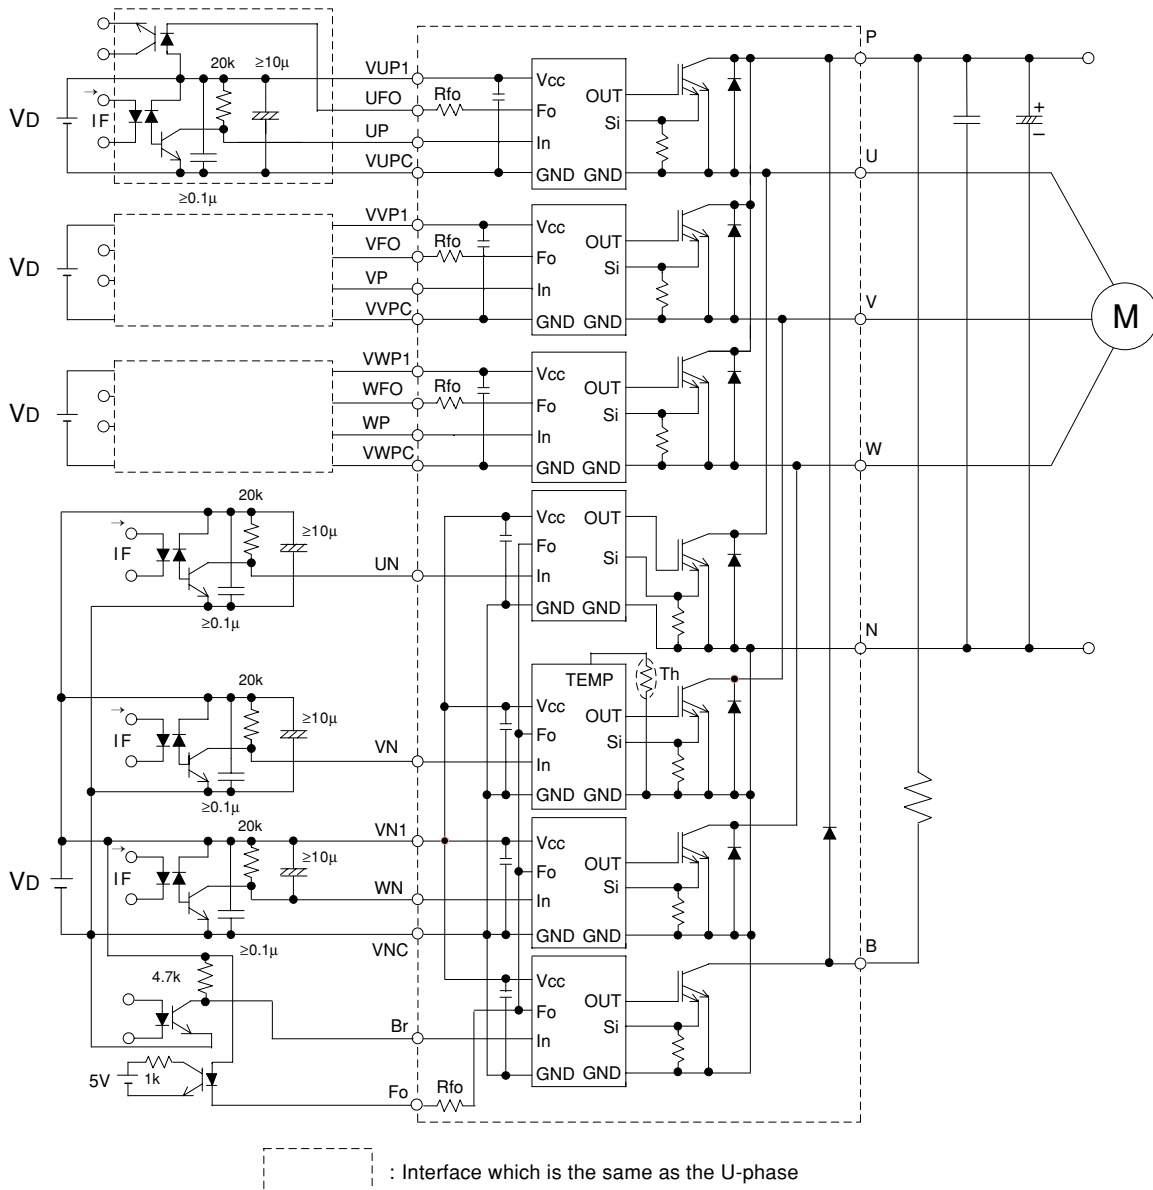 P
20k ≥10μ VUP1 Vcc
UFO Rfo Fo OUT
VD IF Si + −
UP In
VUPC GND GND U
≥0.1μ
VVP1 Vcc
VFO Rfo Fo OUT
VD Si
VP In
VVPC GND GND V
M
VWP1 Vcc
WFO Rfo Fo OUT
VD Si
WP In
VWPC GND GND W
20k
≥10μ Vcc OUT
IF Fo Si
UN In
GND GND N
≥0.1μ
TEMP Th
20k
≥10μ Vcc OUT
IF Fo Si
VN In
GND GND
≥0.1μ
20k VN1 Vcc
≥10μ OUT
VD IF Fo Si
WN In
GND GND B
≥0.1μ VNC
4.7k Vcc
OUT
Fo Si
Br In
5V 1k GND GND
Fo Rfo
: Interface which is the same as the U-phase